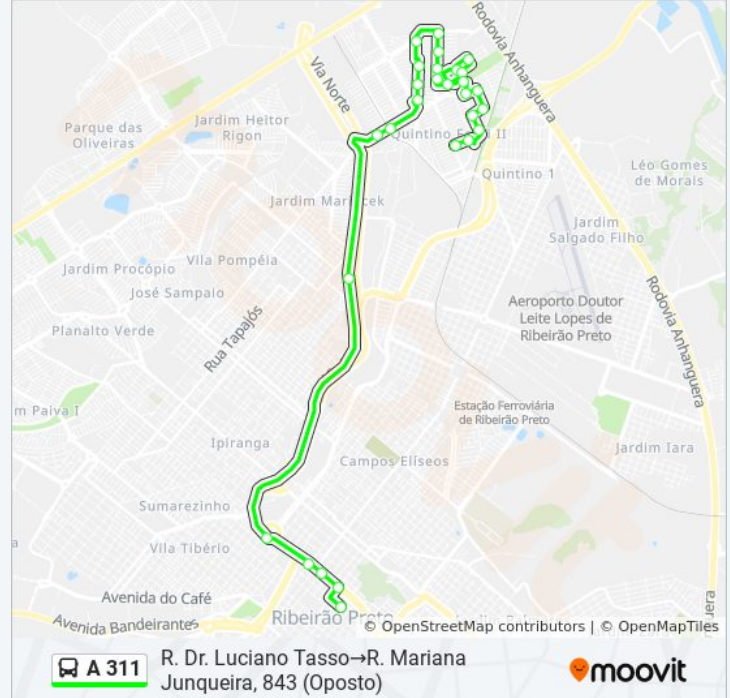 Rodovia Anhanguera
Via Norte
Parque das
Oliveiras
Jardim Heitor
Rigon
Quintino
II
Quintino 1
Léo Gomes
de Morais
Jardim
Salgado Filho
Jardim
Vila Pompéia
Jardim Procópio
José Sampaio
Aeroporto Doutor
Leite Lopes de
Ribeirão Preto
Rodovia Anhanguera
Planalto Verde
Rua Tapajós
m Paiva I
Estação Ferroviária
de Ribeirão Preto
Ipiranga
Campos Elíseos
Jardim Iara
Sumarezinho
a
Vila Tibério
Avenida do Café
Avenida Bandeirantes
Ribeirão Preto
guera
© OpenStreetMap contributors | © OpenMapTiles
A 311
R. Dr. Luciano Tasso→R. Mariana
Junqueira, 843 (Oposto)
moovit